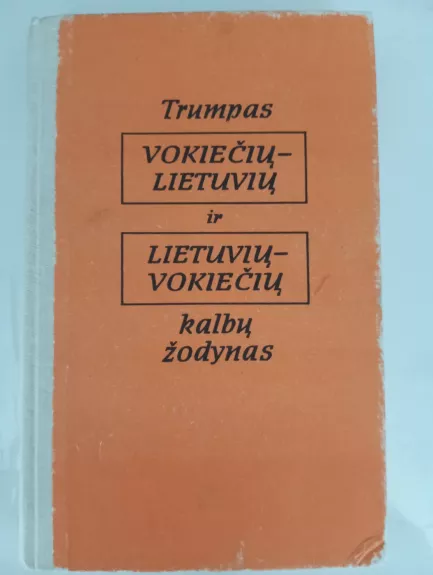 Trumpas
VOKIEČIŲ–
LIETUVIŲ
ir
LIETUVIŲ–
VOKIEČIŲ
kalbų
žodynas